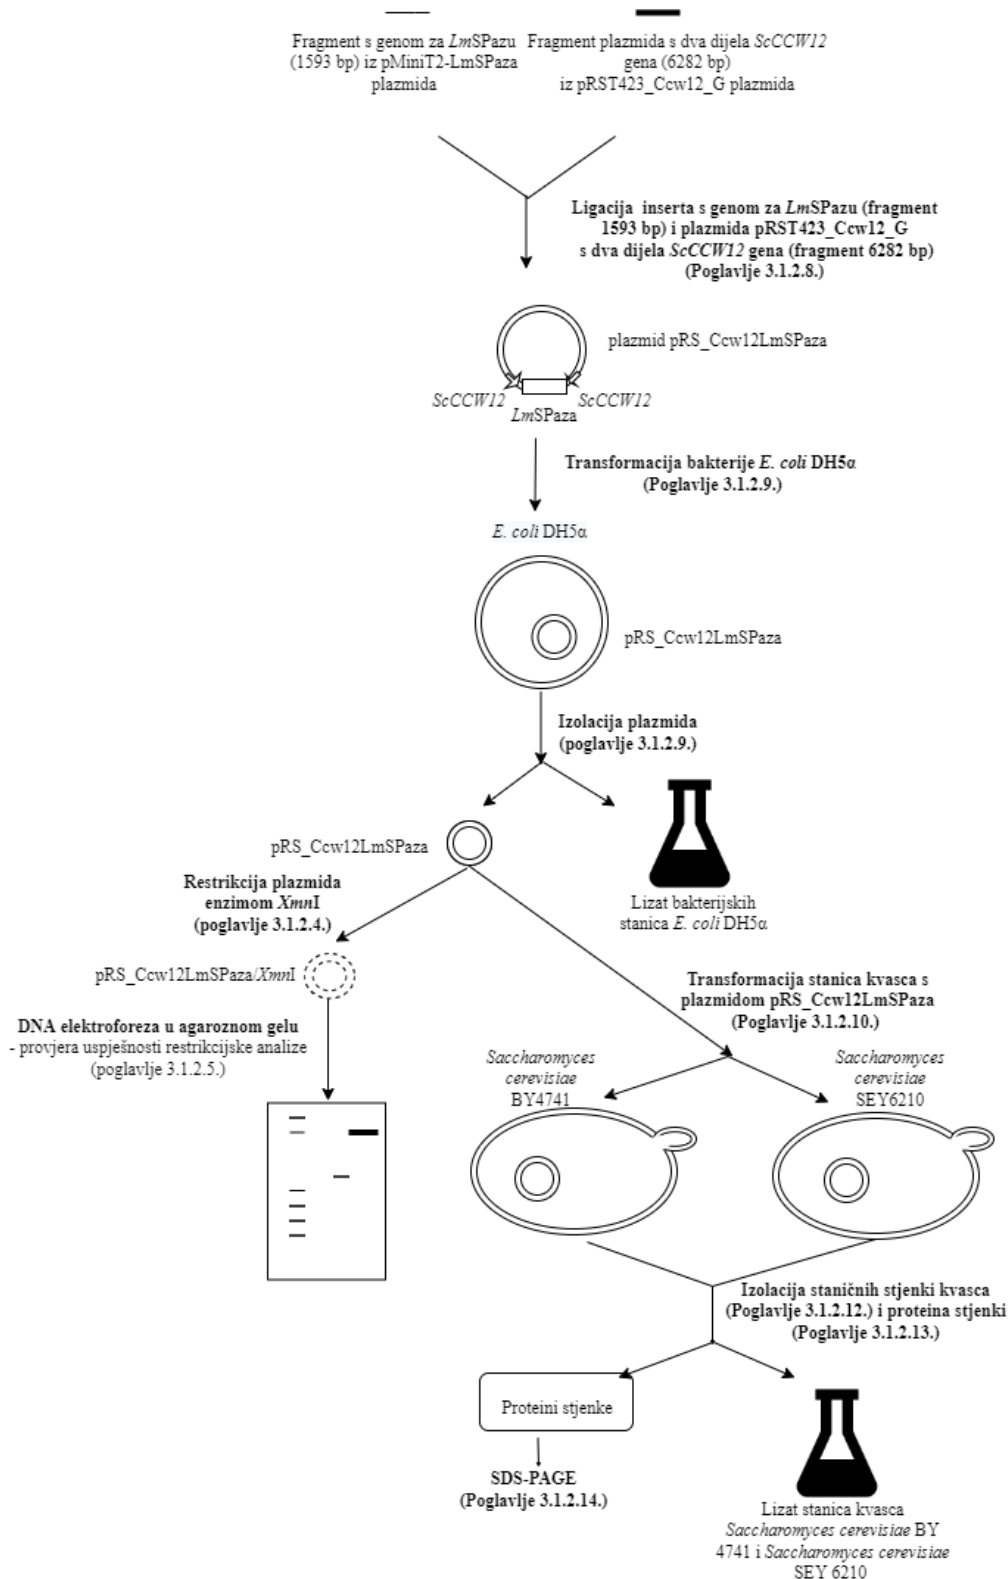 Fragment s genom za LmSPazu
(1593 bp) iz pMiniT2-LmSPaza
plazmida
Fragment plazmida s dva dijela ScCCW12
gena (6282 bp)
iz pRST423_Ccw12_G plazmida
Ligacija inserta s genom za LmSPazu (fragment
1593 bp) i plazmida pRST423_Ccw12_G
s dva dijela ScCCW12 gena (fragment 6282 bp)
(Poglavlje 3.1.2.8.)
plazmid pRS_Ccw12LmSPaza
ScCCW12
ScCCW12
LmSPaza
Transformacija bakterije E. coli DH5α
(Poglavlje 3.1.2.9.)
E. coli DH5α
pRS_Ccw12LmSPaza
Izolacija plazmida
(poglavlje 3.1.2.9.)
pRS_Ccw12LmSPaza
Lizat bakterijskih
stanica E. coli DH5α
Restrikcija plazmida
enzimom XmnI
(poglavlje 3.1.2.4.)
pRS_Ccw12LmSPaza/XmnI
Transformacija stanica kvasca s
plazmidom pRS_Ccw12LmSPaza
(Poglavlje 3.1.2.10.)
DNA elektroforeza u agaroznom gelu
- provjera uspješnosti restrikcijske analize
(poglavlje 3.1.2.5.)
Saccharomyces
cerevisiae
BY4741
Saccharomyces
cerevisiae
SEY6210
Izolacija staničnih stjenki kvasca
(Poglavlje 3.1.2.12.) i proteina stjenki
(Poglavlje 3.1.2.13.)
Proteini stjenke
SDS-PAGE
(Poglavlje 3.1.2.14.)
Lizat stanica kvasca
Saccharomyces cerevisiae BY
4741 i Saccharomyces cerevisiae
SEY 6210